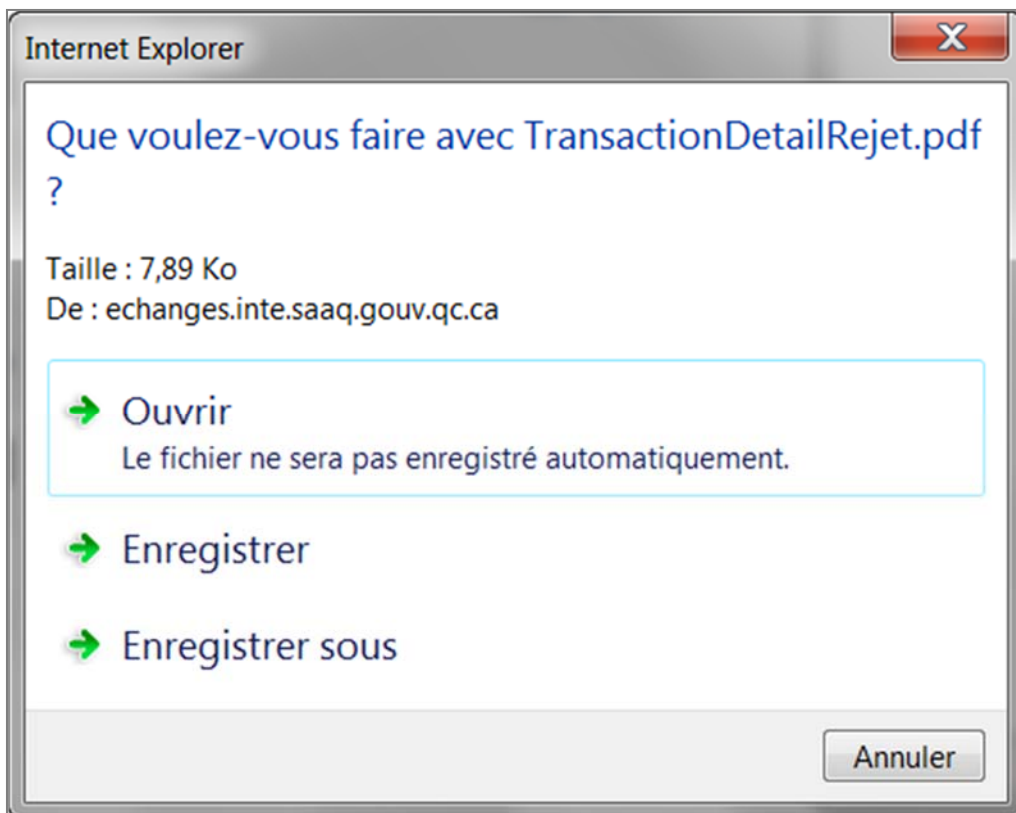 Internet Explorer
Que voulez-vous faire avec TransactionDetailRejet.pdf
?
Taille : 7,89 Ko
De : echanges.inte.saaq.gouv.qc.ca
Ouvrir
Le fichier ne sera pas enregistré automatiquement.
Enregistrer
Enregistrer sous
Annuler